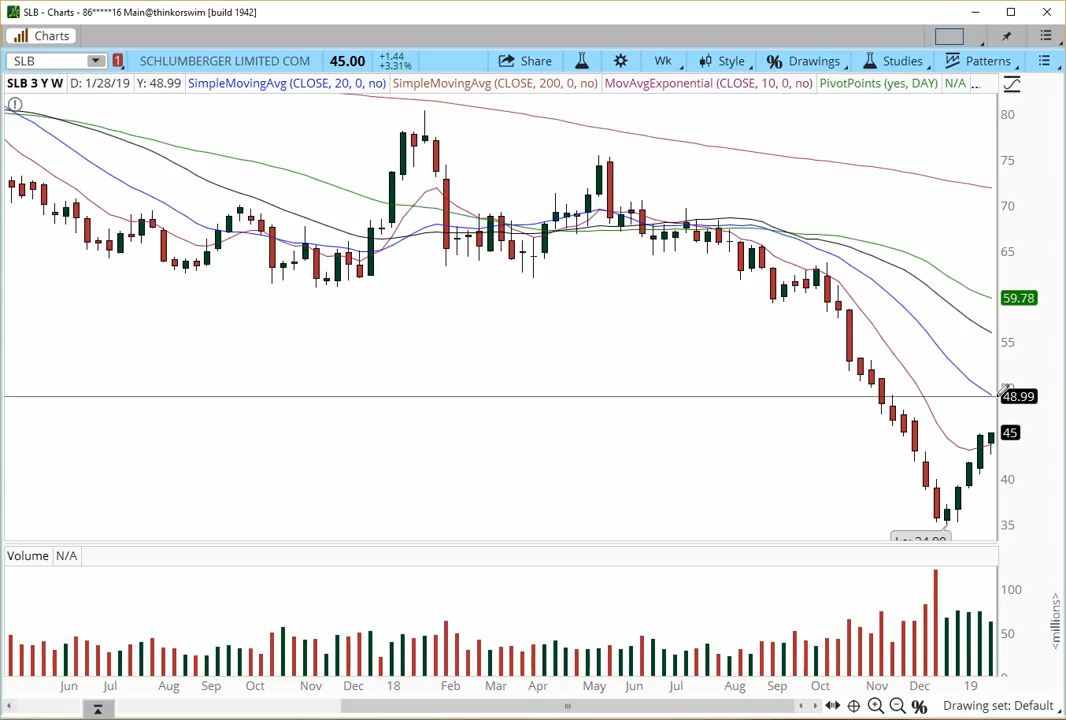 SLB - Charts - 86*****16 Main@thinkorswim [build 1942]
Charts
SLB 1 SCHLUMBERGER LIMITED COM 45.00 +1.44 +3.31% Share Wk Style % Drawings Studies Patterns
SLB 3 Y W D: 1/28/19 Y: 48.99 SimpleMovingAvg (CLOSE, 20, 0, no) SimpleMovingAvg (CLOSE, 200, 0, no) MovAvgExponential (CLOSE, 10, 0, no) PivotPoints (yes, DAY) N/A ...
80
75
70
65
59.78
55
48.99
45
40
35
Volume N/A
100
50
<millions>
Jun Jul Aug Sep Oct Nov Dec 18 Feb Mar Apr May Jun Jul Aug Sep Oct Nov Dec 19
% Drawing set: Default